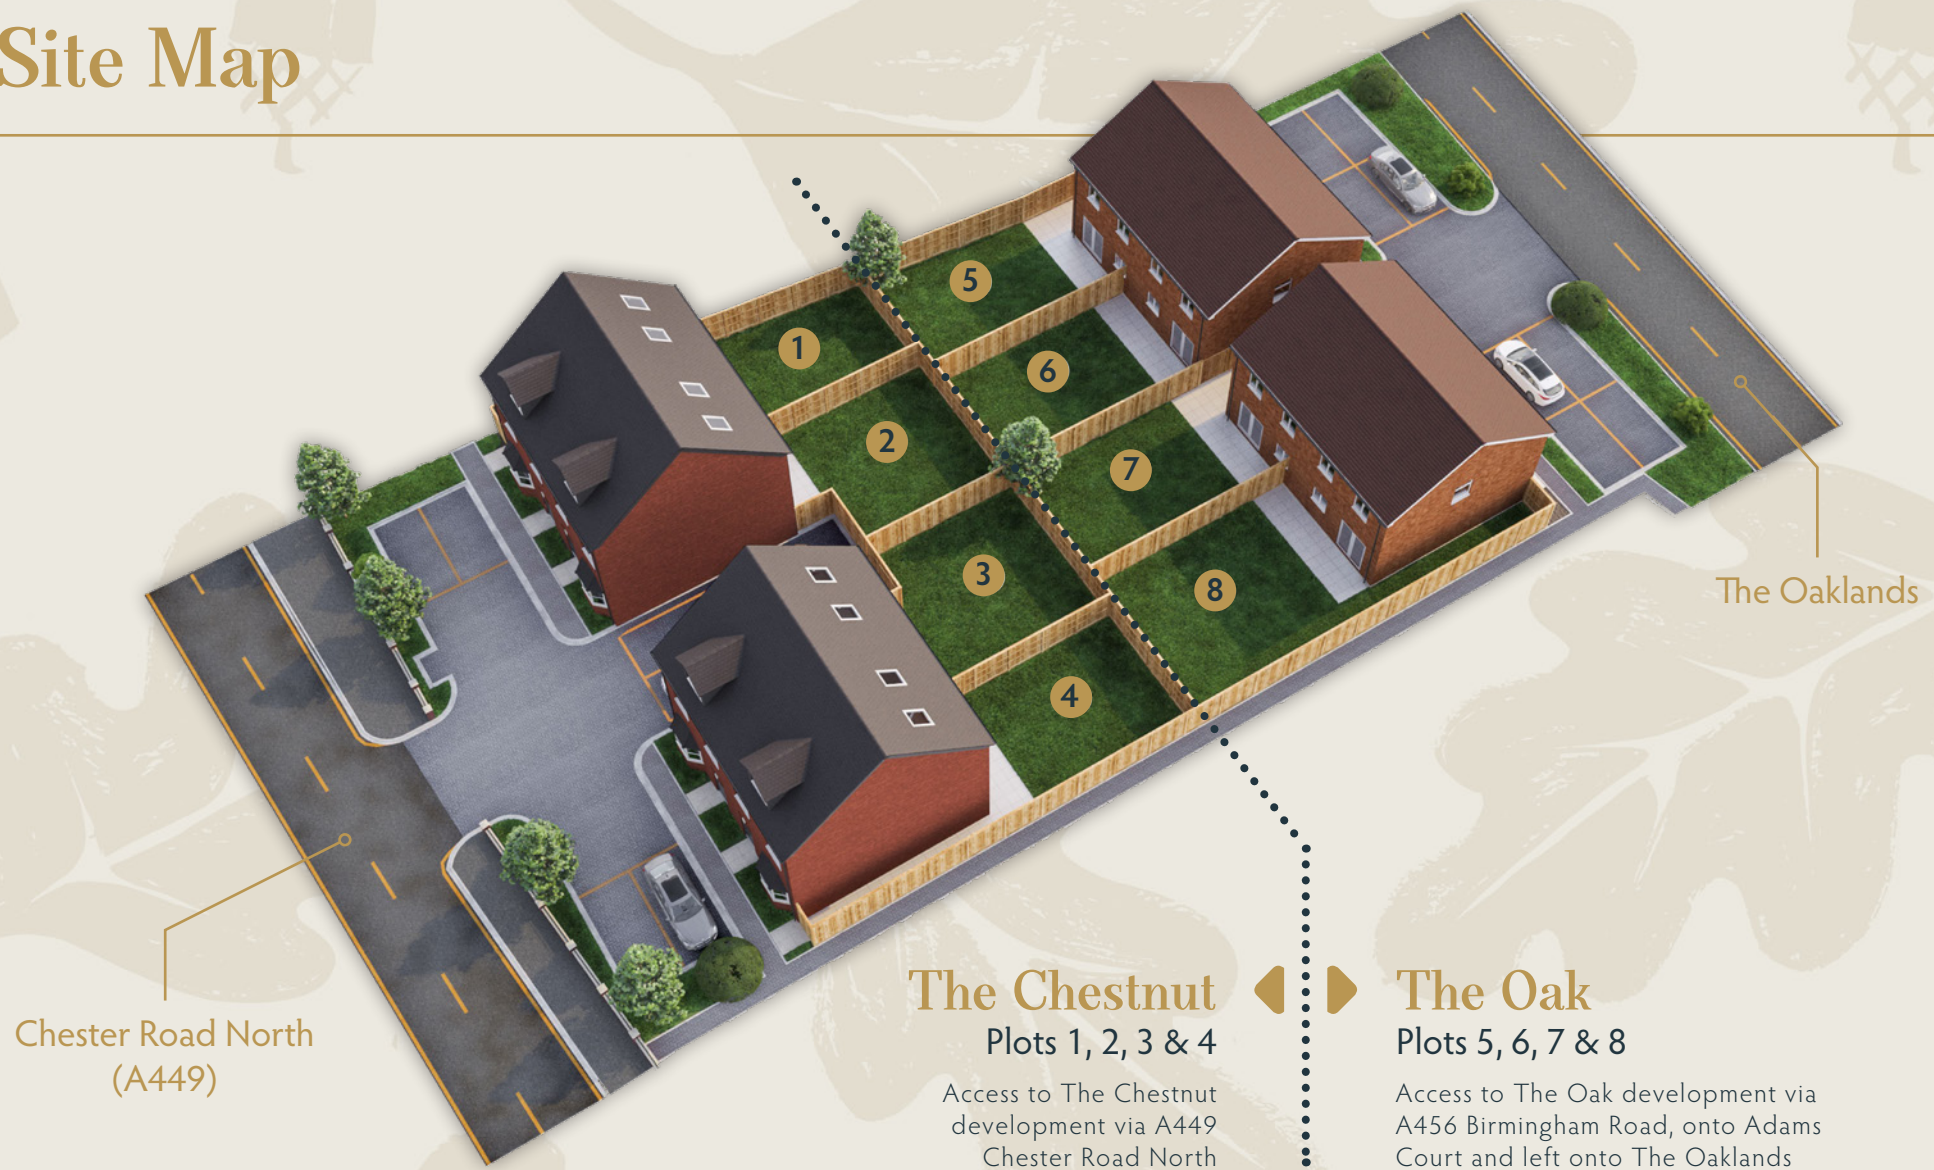 Site Map
5
1
6
2
7
3
8
4
The Oaklands
Chester Road North
(A449)
The Chestnut
Plots 1, 2, 3 & 4
Access to The Chestnut
development via A449
Chester Road North
The Oak
Plots 5, 6, 7 & 8
Access to The Oak development via
A456 Birmingham Road, onto Adams
Court and left onto The Oaklands